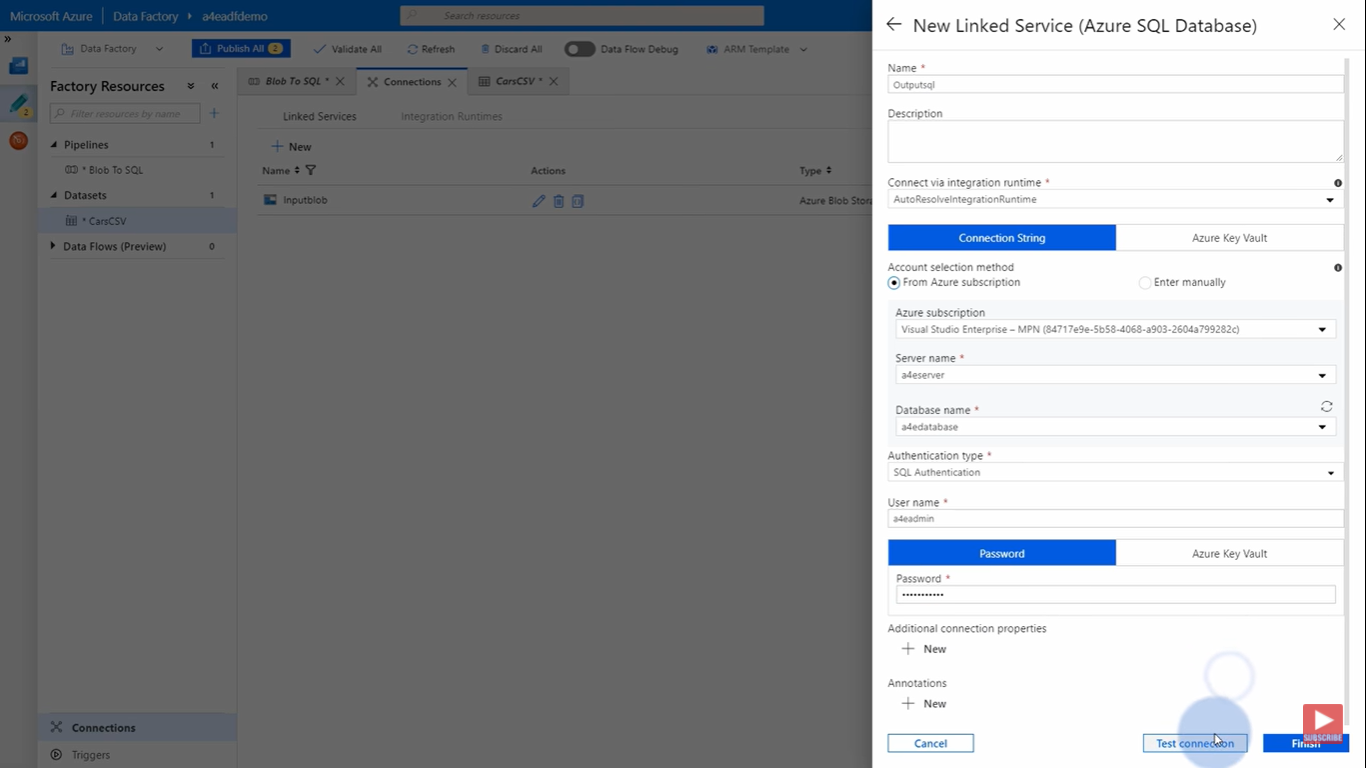 Microsoft Azure
Data Factory
a4eadfdemo
Search resources
Data Factory
Publish All 2
Validate All
Refresh
Discard All
Data Flow Debug
ARM Template
Factory Resources
Filter resources by name
2
Pipelines 1
* Blob To SQL
Datasets 1
* CarsCSV
Data Flows (Preview) 0
Connections
Triggers
Blob To SQL *
Connections
CarsCSV *
Linked Services
Integration Runtimes
New
Name
Actions
Type
Inputblob
Azure Blob Stora
New Linked Service (Azure SQL Database)
Name *
Outputsql
Description
Connect via integration runtime *
AutoResolveIntegrationRuntime
Connection String
Azure Key Vault
Account selection method
From Azure subscription
Enter manually
Azure subscription
Visual Studio Enterprise – MPN (84717e9e-5b58-4068-a903-2604a799282c)
Server name *
a4eserver
Database name *
a4edatabase
Authentication type *
SQL Authentication
User name *
a4eadmin
Password
Azure Key Vault
Password *
•••••••••••
Additional connection properties
New
Annotations
New
Cancel
Test connection
Finish
SUBSCRIBE